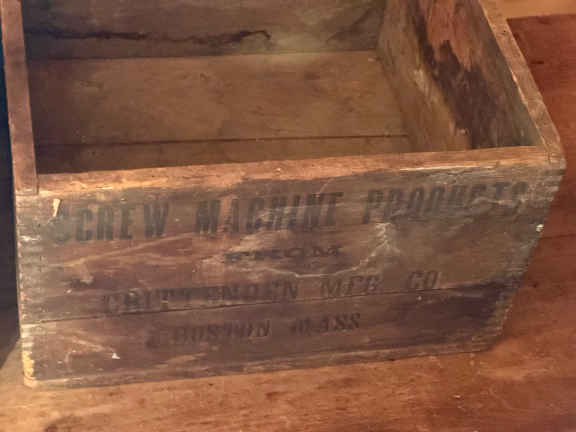 SCREW MACHINE PRODUCTS
FROM
CRITTENDEN MFG. CO.
BOSTON MASS